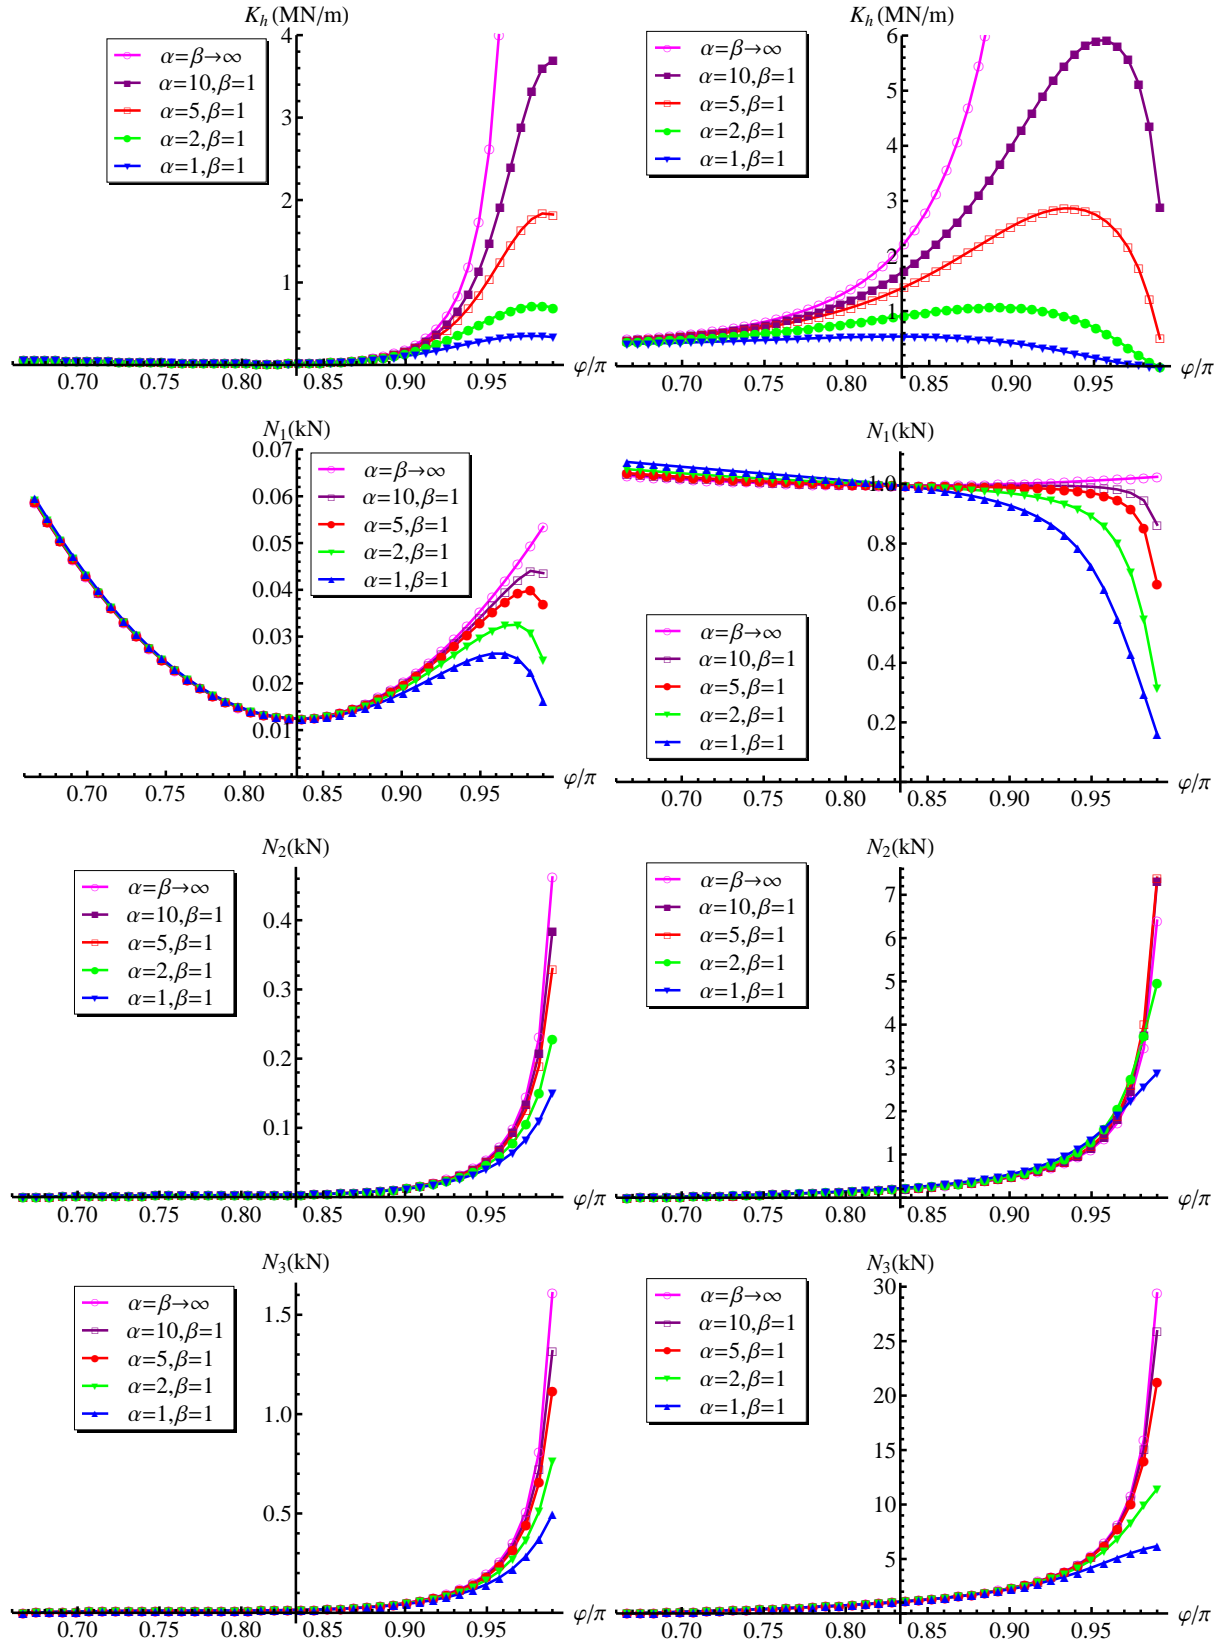 K_h (MN/m)
4
3
2
1
α=β→∞
α=10,β=1
α=5,β=1
α=2,β=1
α=1,β=1
0.70 0.75 0.80 0.85 0.90 0.95 φ/π
K_h (MN/m)
6
5
4
3
2
1
α=β→∞
α=10,β=1
α=5,β=1
α=2,β=1
α=1,β=1
0.70 0.75 0.80 0.85 0.90 0.95 φ/π
N_1(kN)
0.07
0.06
0.05
0.04
0.03
0.02
0.01
α=β→∞
α=10,β=1
α=5,β=1
α=2,β=1
α=1,β=1
0.70 0.75 0.80 0.85 0.90 0.95 φ/π
N_1(kN)
1.0
0.8
0.6
0.4
0.2
α=β→∞
α=10,β=1
α=5,β=1
α=2,β=1
α=1,β=1
0.70 0.75 0.80 0.85 0.90 0.95 φ/π
N_2(kN)
0.4
0.3
0.2
0.1
α=β→∞
α=10,β=1
α=5,β=1
α=2,β=1
α=1,β=1
0.70 0.75 0.80 0.85 0.90 0.95 φ/π
N_2(kN)
7
6
5
4
3
2
1
α=β→∞
α=10,β=1
α=5,β=1
α=2,β=1
α=1,β=1
0.70 0.75 0.80 0.85 0.90 0.95 φ/π
N_3(kN)
1.5
1.0
0.5
α=β→∞
α=10,β=1
α=5,β=1
α=2,β=1
α=1,β=1
0.70 0.75 0.80 0.85 0.90 0.95 φ/π
N_3(kN)
30
25
20
15
10
5
α=β→∞
α=10,β=1
α=5,β=1
α=2,β=1
α=1,β=1
0.70 0.75 0.80 0.85 0.90 0.95 φ/π